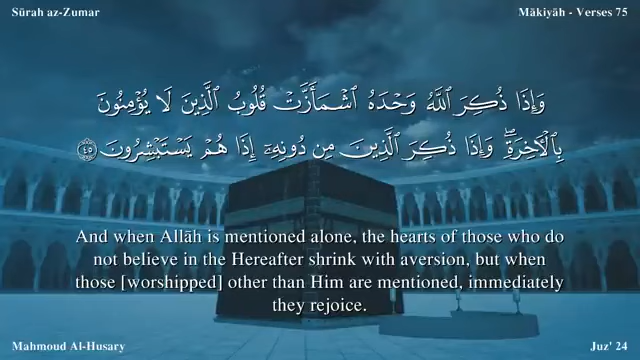 Sūrah az-Zumar
Mākiyāh - Verses 75
وَإِذَا ذُكِرَ ٱللَّهُ وَحْدَهُ ٱشْمَأَزَّتْ قُلُوبُ ٱلَّذِينَ لَا يُؤْمِنُونَ
بِٱلْـَٔاخِرَةِ ۖ وَإِذَا ذُكِرَ ٱلَّذِينَ مِن دُونِهِۦٓ إِذَا هُمْ يَسْتَبْشِرُونَ ٤٥
And when Allāh is mentioned alone, the hearts of those who do
not believe in the Hereafter shrink with aversion, but when
those [worshipped] other than Him are mentioned, immediately
they rejoice.
Mahmoud Al-Husary
Juz' 24